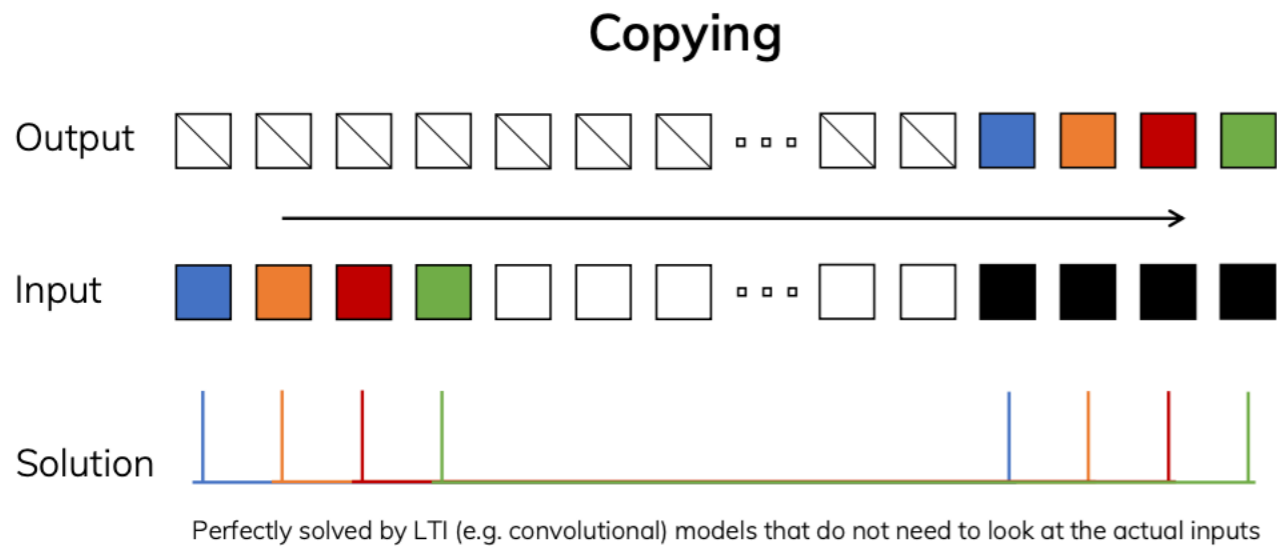 Copying
Output
Input
Solution
Perfectly solved by LTI (e.g. convolutional) models that do not need to look at the actual inputs